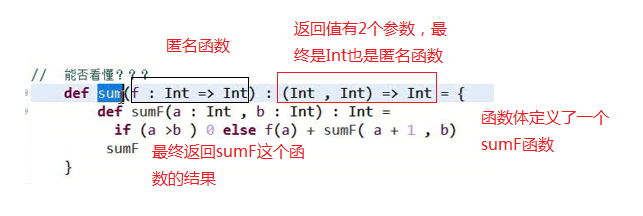 匿名函数
返回值有2个参数，最
终是Int也是匿名函数
// 能否看懂？？？
def sum(f : Int => Int) : (Int , Int) => Int = {
def sumF(a : Int , b : Int) : Int =
if (a >b ) 0 else f(a) + sumF( a + 1 , b)
sumF
}
函数体定义了一个
sumF函数
最终返回sumF这个函
数的结果